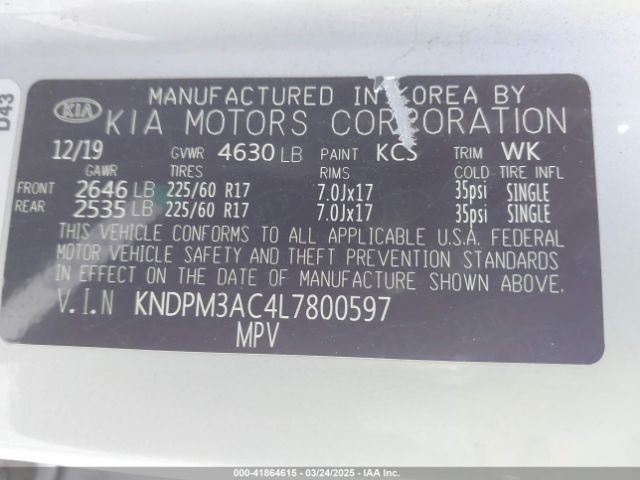 D43
MANUFACTURED IN KOREA BY
KIA KIA MOTORS CORPORATION
12/19 GVWR 4630 LB PAINT KCS TRIM WK
GAWR TIRES RIMS COLD TIRE INFL
FRONT 2646 LB 225/60 R17 7.0Jx17 35psi SINGLE
REAR 2535 LB 225/60 R17 7.0Jx17 35psi SINGLE
THIS VEHICLE CONFORMS TO ALL APPLICABLE U.S.A. FEDERAL
MOTOR VEHICLE SAFETY AND THEFT PREVENTION STANDARDS
IN EFFECT ON THE DATE OF MANUFACTURE SHOWN ABOVE.
V.I.N KNDPM3AC4L7800597
MPV
000-41864615 - 03/24/2025 - IAA, Inc.